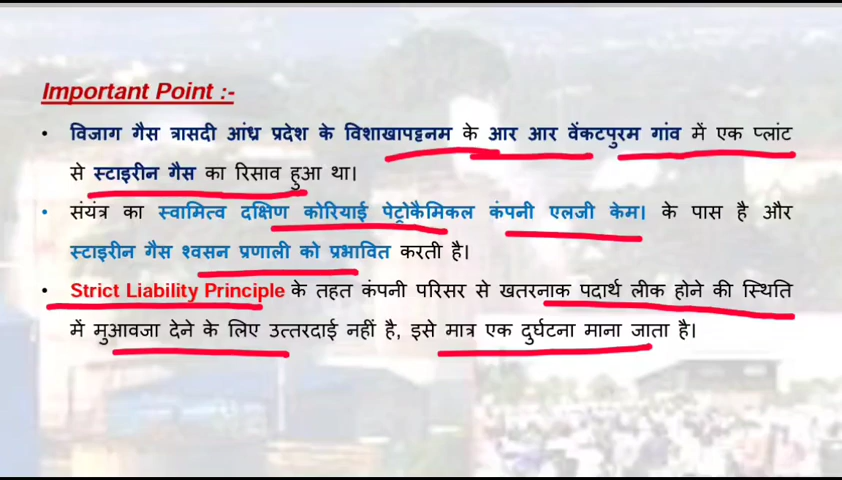 Important Point :-
• विजाग गैस त्रासदी आंध्र प्रदेश के विशाखापट्टनम के आर आर वेंकटपुरम गांव में एक प्लांट
से स्टाइरीन गैस का रिसाव हुआ था।
• संयंत्र का स्वामित्व दक्षिण कोरियाई पेट्रोकैमिकल कंपनी एलजी केम। के पास है और
स्टाइरीन गैस श्वसन प्रणाली को प्रभावित करती है।
• Strict Liability Principle के तहत कंपनी परिसर से खतरनाक पदार्थ लीक होने की स्थिति
में मुआवजा देने के लिए उत्तरदाई नहीं है, इसे मात्र एक दुर्घटना माना जाता है।